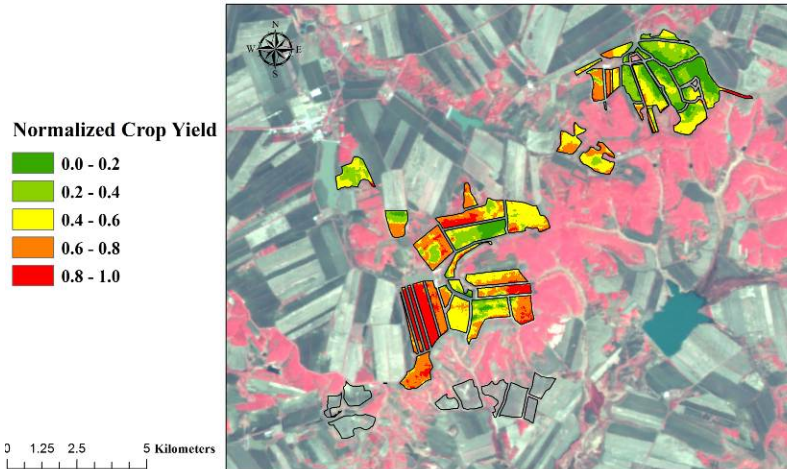 N
W E
S
Normalized Crop Yield
0.0 - 0.2
0.2 - 0.4
0.4 - 0.6
0.6 - 0.8
0.8 - 1.0
0 1.25 2.5 5 Kilometers